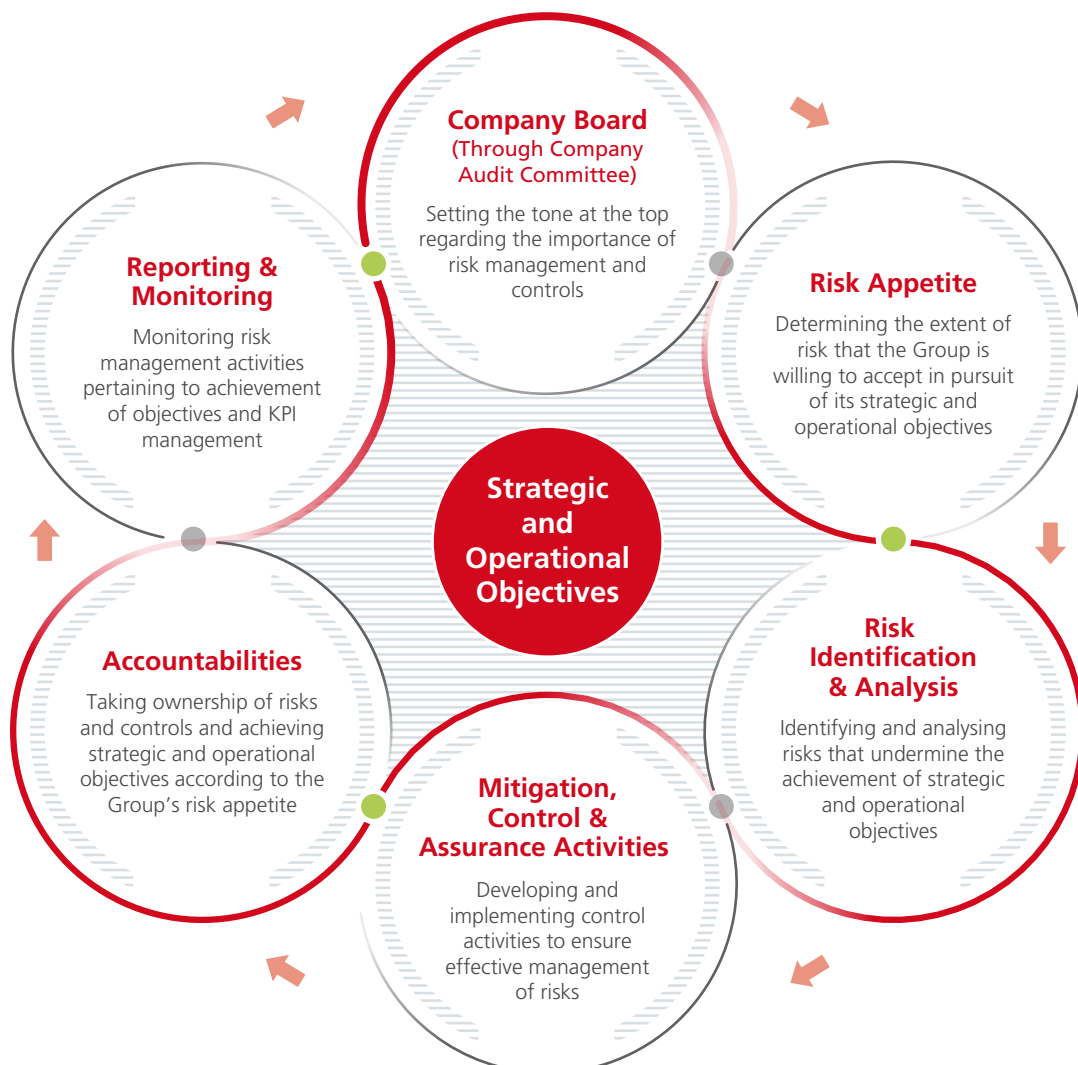 Company Board
(Through Company
Audit Committee)
Setting the tone at the top
regarding the importance of
risk management and
controls
Risk Appetite
Determining the extent of
risk that the Group is
willing to accept in pursuit
of its strategic and
operational objectives
Risk
Identification
& Analysis
Identifying and analysing
risks that undermine the
achievement of strategic
and operational
objectives
Mitigation,
Control &
Assurance Activities
Developing and
implementing control
activities to ensure
effective management
of risks
Accountabilities
Taking ownership of risks
and controls and achieving
strategic and operational
objectives according to the
Group’s risk appetite
Reporting &
Monitoring
Monitoring risk
management activities
pertaining to achievement
of objectives and KPI
management
Strategic
and
Operational
Objectives